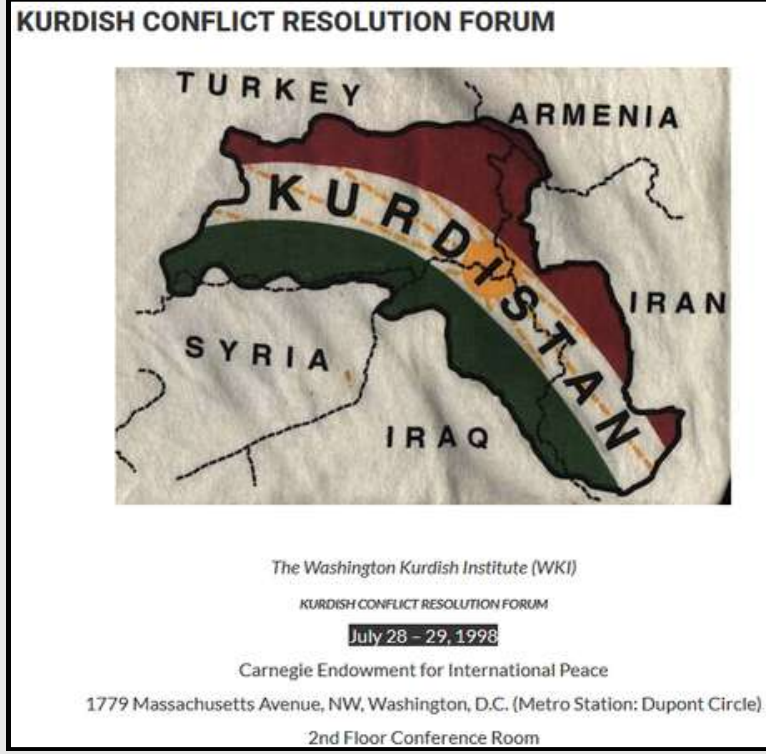 KURDISH CONFLICT RESOLUTION FORUM
TURKEY
ARMENIA
KURDISTAN
IRAN
SYRIA
IRAQ
The Washington Kurdish Institute (WKI)
KURDISH CONFLICT RESOLUTION FORUM
July 28 – 29, 1998
Carnegie Endowment for International Peace
1779 Massachusetts Avenue, NW, Washington, D.C. (Metro Station: Dupont Circle)
2nd Floor Conference Room